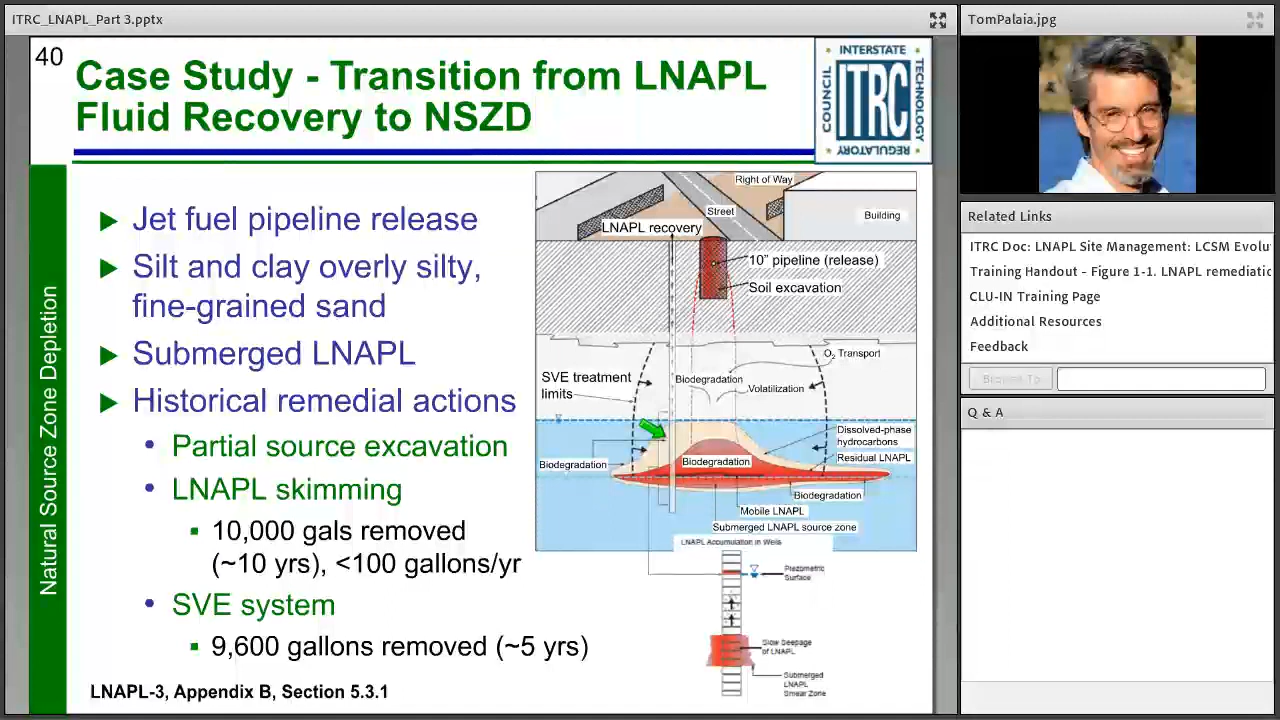 ITRC_LNAPL_Part 3.pptx
TomPalaia.jpg
40
Case Study - Transition from LNAPL
Fluid Recovery to NSZD
INTERSTATE
COUNCIL
ITRC
TECHNOLOGY
REGULATORY
Natural Source Zone Depletion
Jet fuel pipeline release
Silt and clay overly silty,
fine-grained sand
Submerged LNAPL
Historical remedial actions
Partial source excavation
LNAPL skimming
10,000 gals removed
(~10 yrs), <100 gallons/yr
SVE system
9,600 gallons removed (~5 yrs)
LNAPL-3, Appendix B, Section 5.3.1
Right of Way
Street
Building
LNAPL recovery
10" pipeline (release)
Soil excavation
O2 Transport
SVE treatment
limits
Biodegradation
Volatilization
Dissolved-phase
hydrocarbons
Residual LNAPL
Biodegradation
Biodegradation
Biodegradation
Mobile LNAPL
Submerged LNAPL source zone
LNAPL Accumulation in Wells
Piezometric
Surface
Slow Seepage
of LNAPL
Submerged
LNAPL
Smear Zone
Related Links
ITRC Doc: LNAPL Site Management: LCSM Evolu
Training Handout - Figure 1-1. LNAPL remediatic
CLU-IN Training Page
Additional Resources
Feedback
Browse To
Q & A